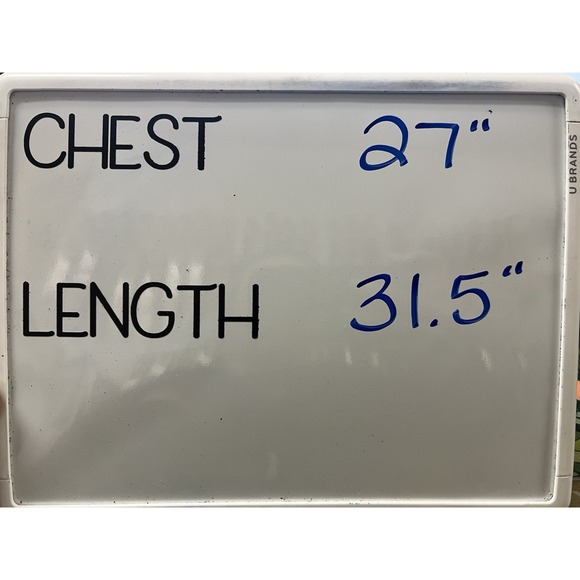 CHEST 27"
U BRANDS
LENGTH 31.5"